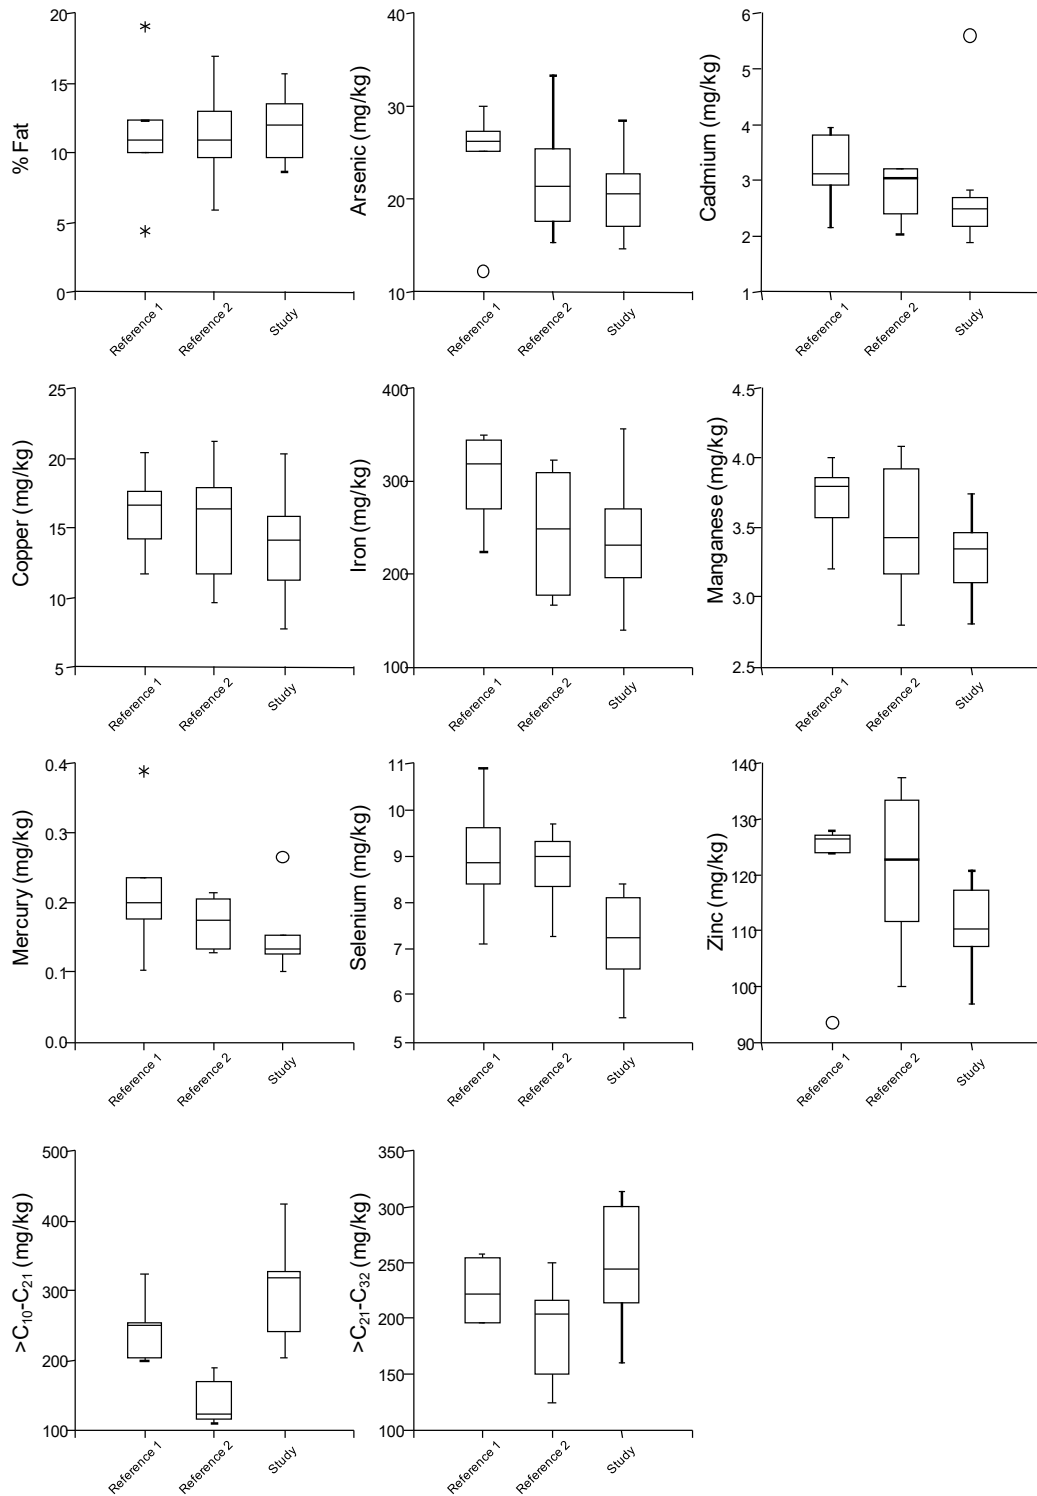 % Fat
20
15
10
5
0
Reference 1
Reference 2
Study
Arsenic (mg/kg)
40
30
20
10
Reference 1
Reference 2
Study
Cadmium (mg/kg)
6
5
4
3
2
1
Reference 1
Reference 2
Study
Copper (mg/kg)
25
20
15
10
5
Reference 1
Reference 2
Study
Iron (mg/kg)
400
300
200
100
Reference 1
Reference 2
Study
Manganese (mg/kg)
4.5
4.0
3.5
3.0
2.5
Reference 1
Reference 2
Study
Mercury (mg/kg)
0.4
0.3
0.2
0.1
0.0
Reference 1
Reference 2
Study
Selenium (mg/kg)
11
10
9
8
7
6
5
Reference 1
Reference 2
Study
Zinc (mg/kg)
140
130
120
110
100
90
Reference 1
Reference 2
Study
>C₁₀-C₂₁ (mg/kg)
500
400
300
200
100
Reference 1
Reference 2
Study
>C₂₁-C₃₂ (mg/kg)
350
300
250
200
150
100
Reference 1
Reference 2
Study